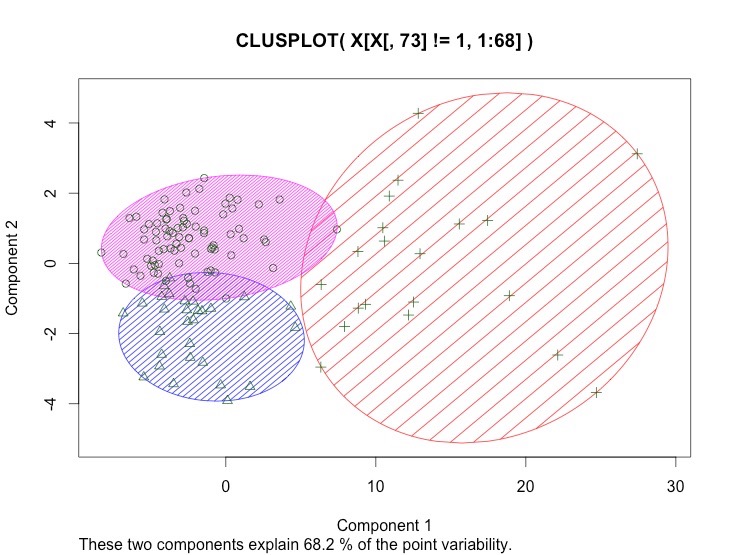 CLUSPLOT( X[X[, 73] != 1, 1:68] )
4
2
0
-2
-4
Component 2
0
10
20
30
Component 1
These two components explain 68.2 % of the point variability.